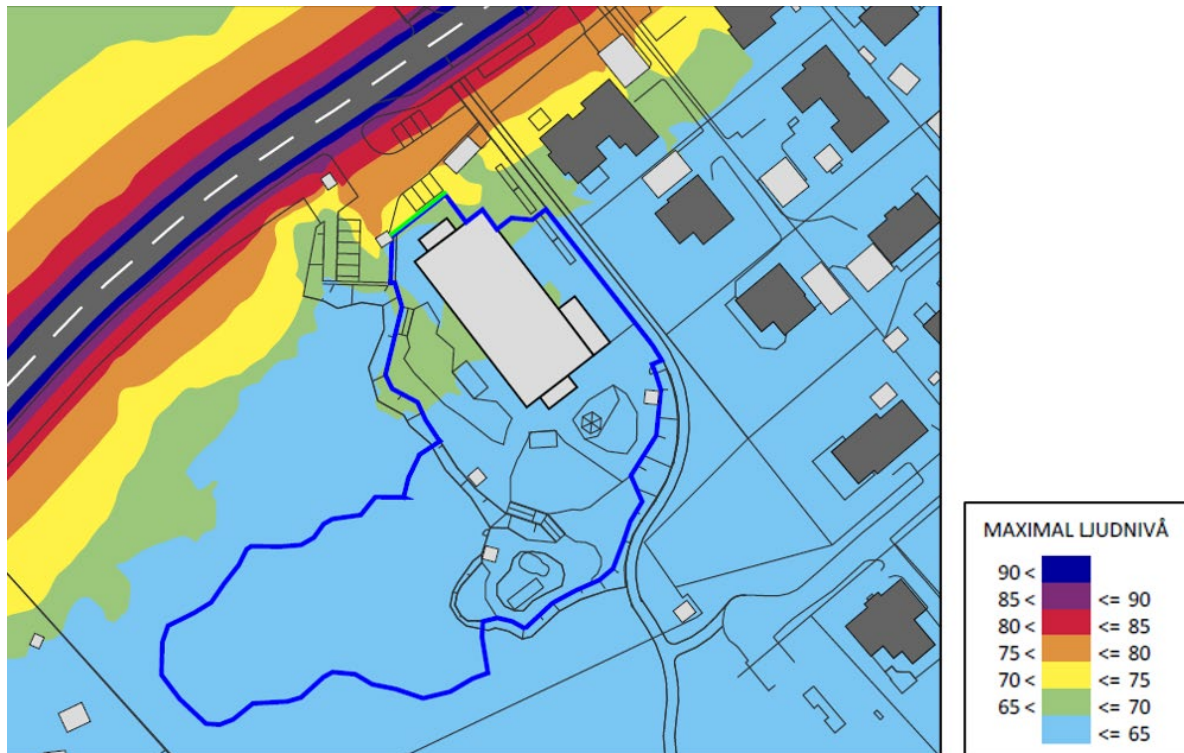 MAXIMAL LJUDNIVÅ
90 <
85 < <= 90
80 < <= 85
75 < <= 80
70 < <= 75
65 < <= 70
<= 65